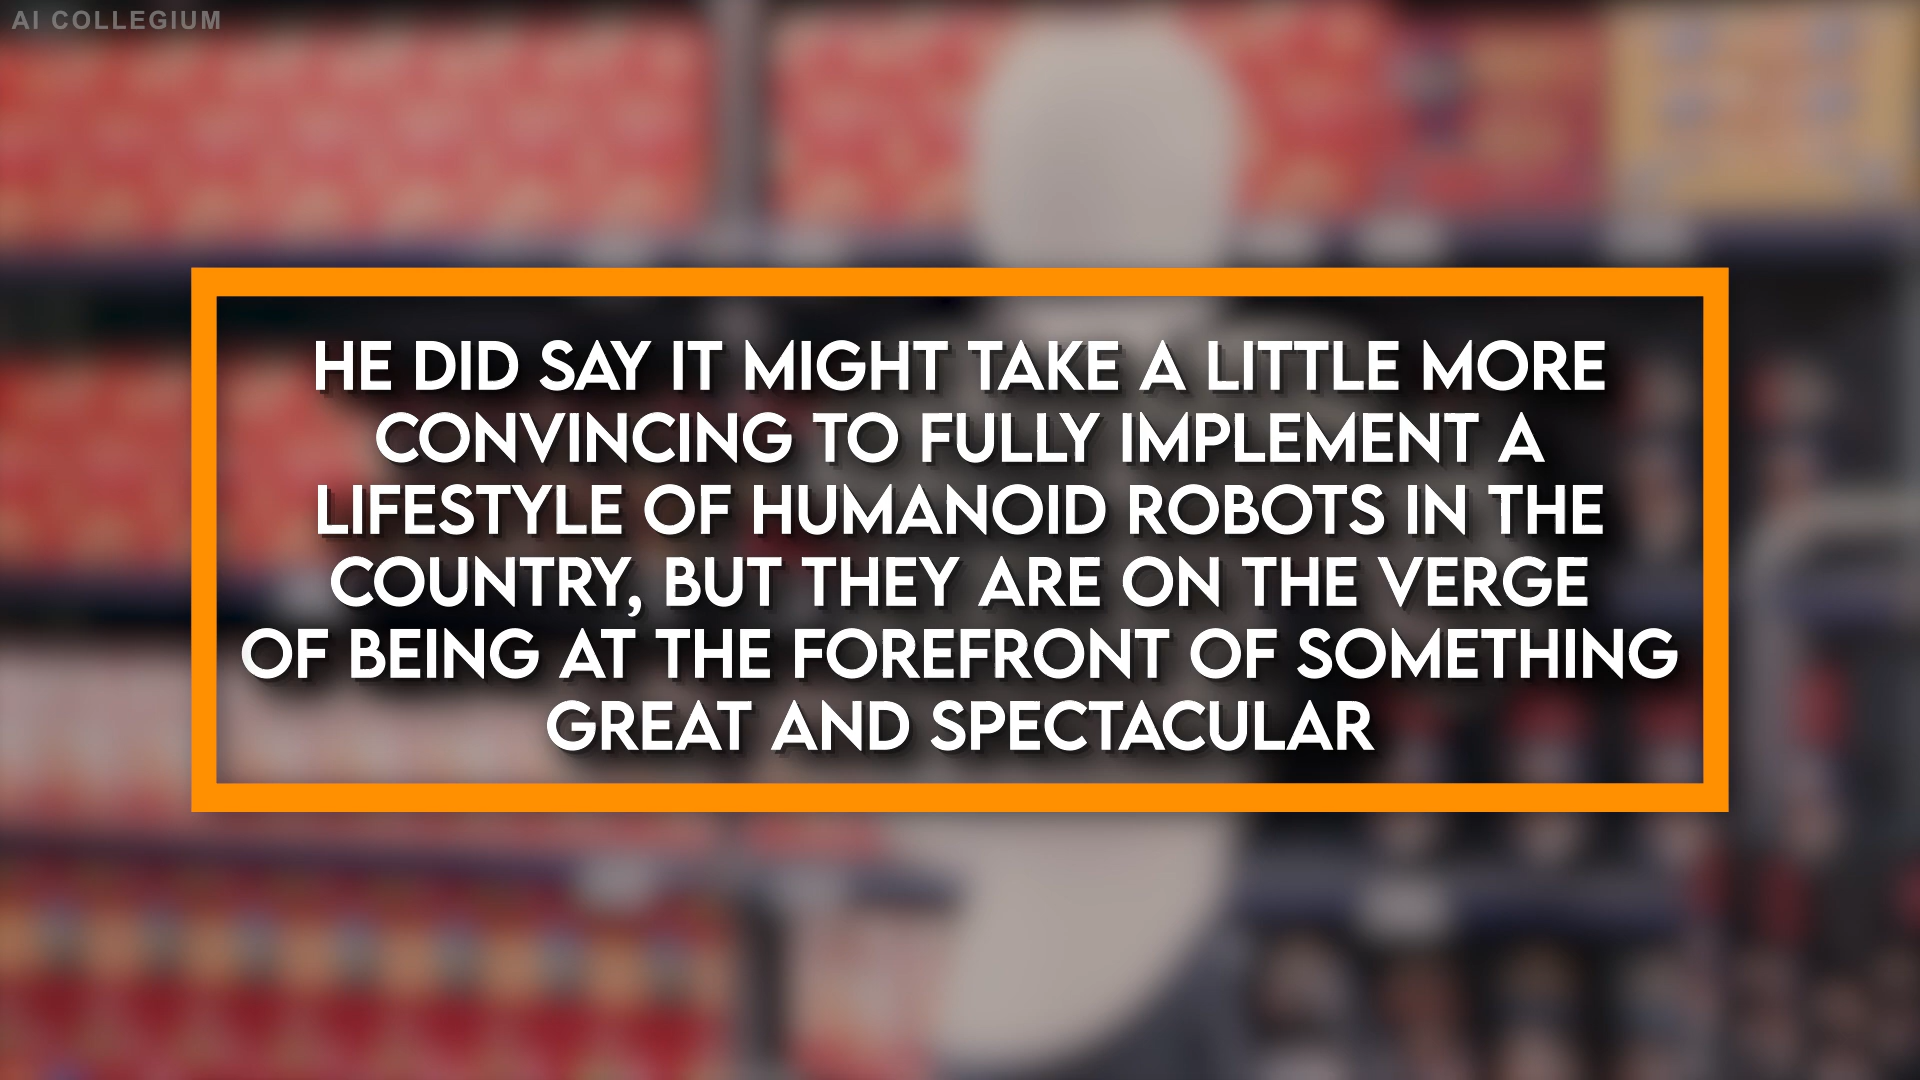 AI COLLEGIUM
HE DID SAY IT MIGHT TAKE A LITTLE MORE
CONVINCING TO FULLY IMPLEMENT A
LIFESTYLE OF HUMANOID ROBOTS IN THE
COUNTRY, BUT THEY ARE ON THE VERGE
OF BEING AT THE FOREFRONT OF SOMETHING
GREAT AND SPECTACULAR